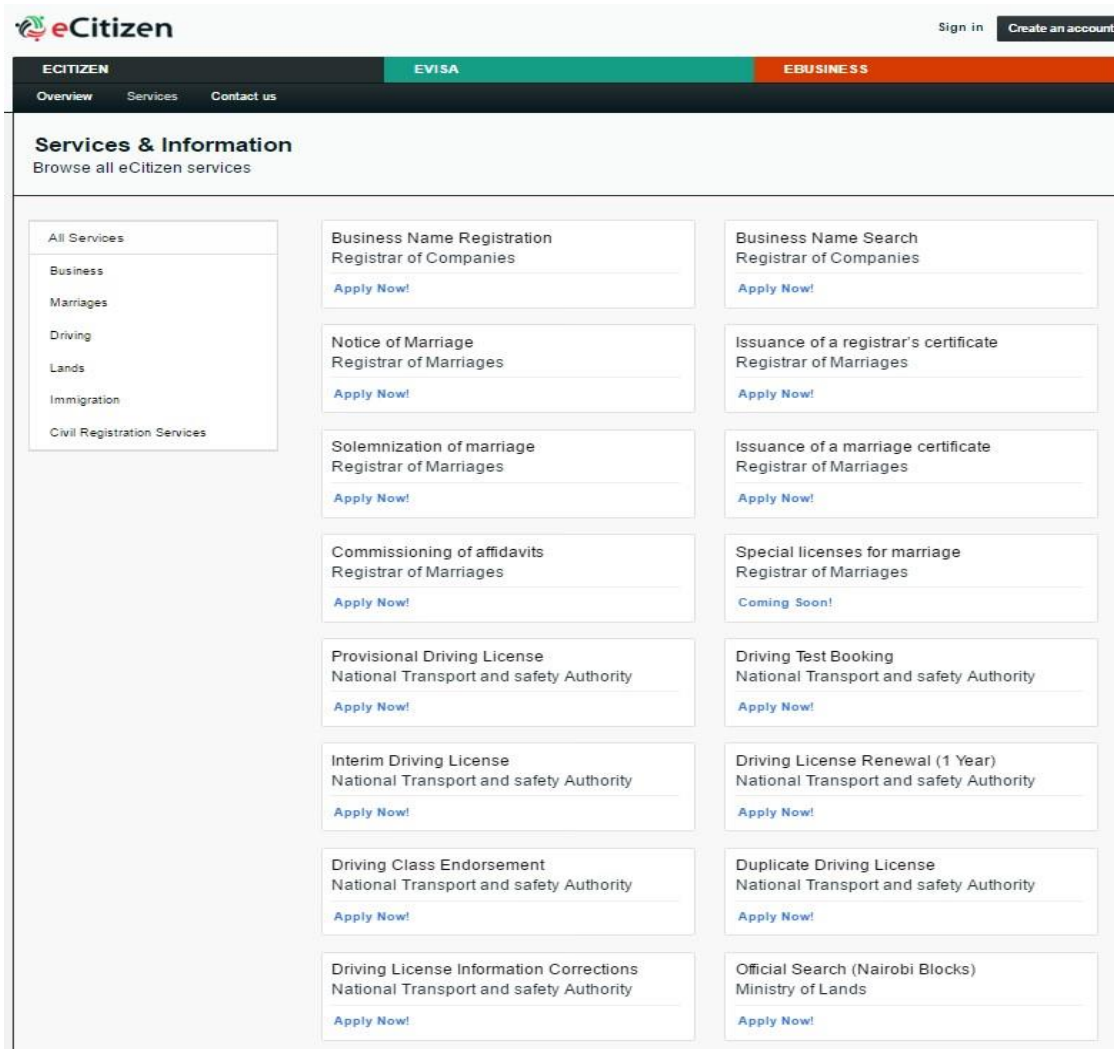 eCitizen
Sign in Create an account
ECITIZEN EVISA EBUSINESS
Overview Services Contact us
Services & Information
Browse all eCitizen services
All Services
Business
Marriages
Driving
Lands
Immigration
Civil Registration Services
Business Name Registration
Registrar of Companies
Apply Now!
Business Name Search
Registrar of Companies
Apply Now!
Notice of Marriage
Registrar of Marriages
Apply Now!
Issuance of a registrar's certificate
Registrar of Marriages
Apply Now!
Solemnization of marriage
Registrar of Marriages
Apply Now!
Issuance of a marriage certificate
Registrar of Marriages
Apply Now!
Commissioning of affidavits
Registrar of Marriages
Apply Now!
Special licenses for marriage
Registrar of Marriages
Coming Soon!
Provisional Driving License
National Transport and safety Authority
Apply Now!
Driving Test Booking
National Transport and safety Authority
Apply Now!
Interim Driving License
National Transport and safety Authority
Apply Now!
Driving License Renewal (1 Year)
National Transport and safety Authority
Apply Now!
Driving Class Endorsement
National Transport and safety Authority
Apply Now!
Duplicate Driving License
National Transport and safety Authority
Apply Now!
Driving License Information Corrections
National Transport and safety Authority
Apply Now!
Official Search (Nairobi Blocks)
Ministry of Lands
Apply Now!